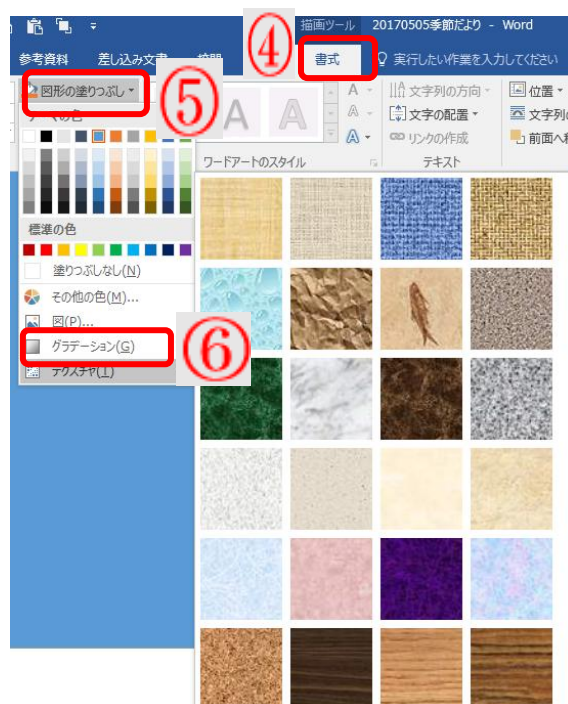 描画ツール 20170505季節だより - Word
④
参考資料 差し込み文書 校閲 書式 実行したい作業を入力してください
図形の塗りつぶし
⑤
A A
文字列の方向
文字の配置
リンクの作成
位置
文字列の
前面へ移
ワードアートのスタイル テキスト
標準の色
塗りつぶしなし(N)
その他の色(M)...
図(P)...
グラデーション(G)
⑥
テクスチャ(T)